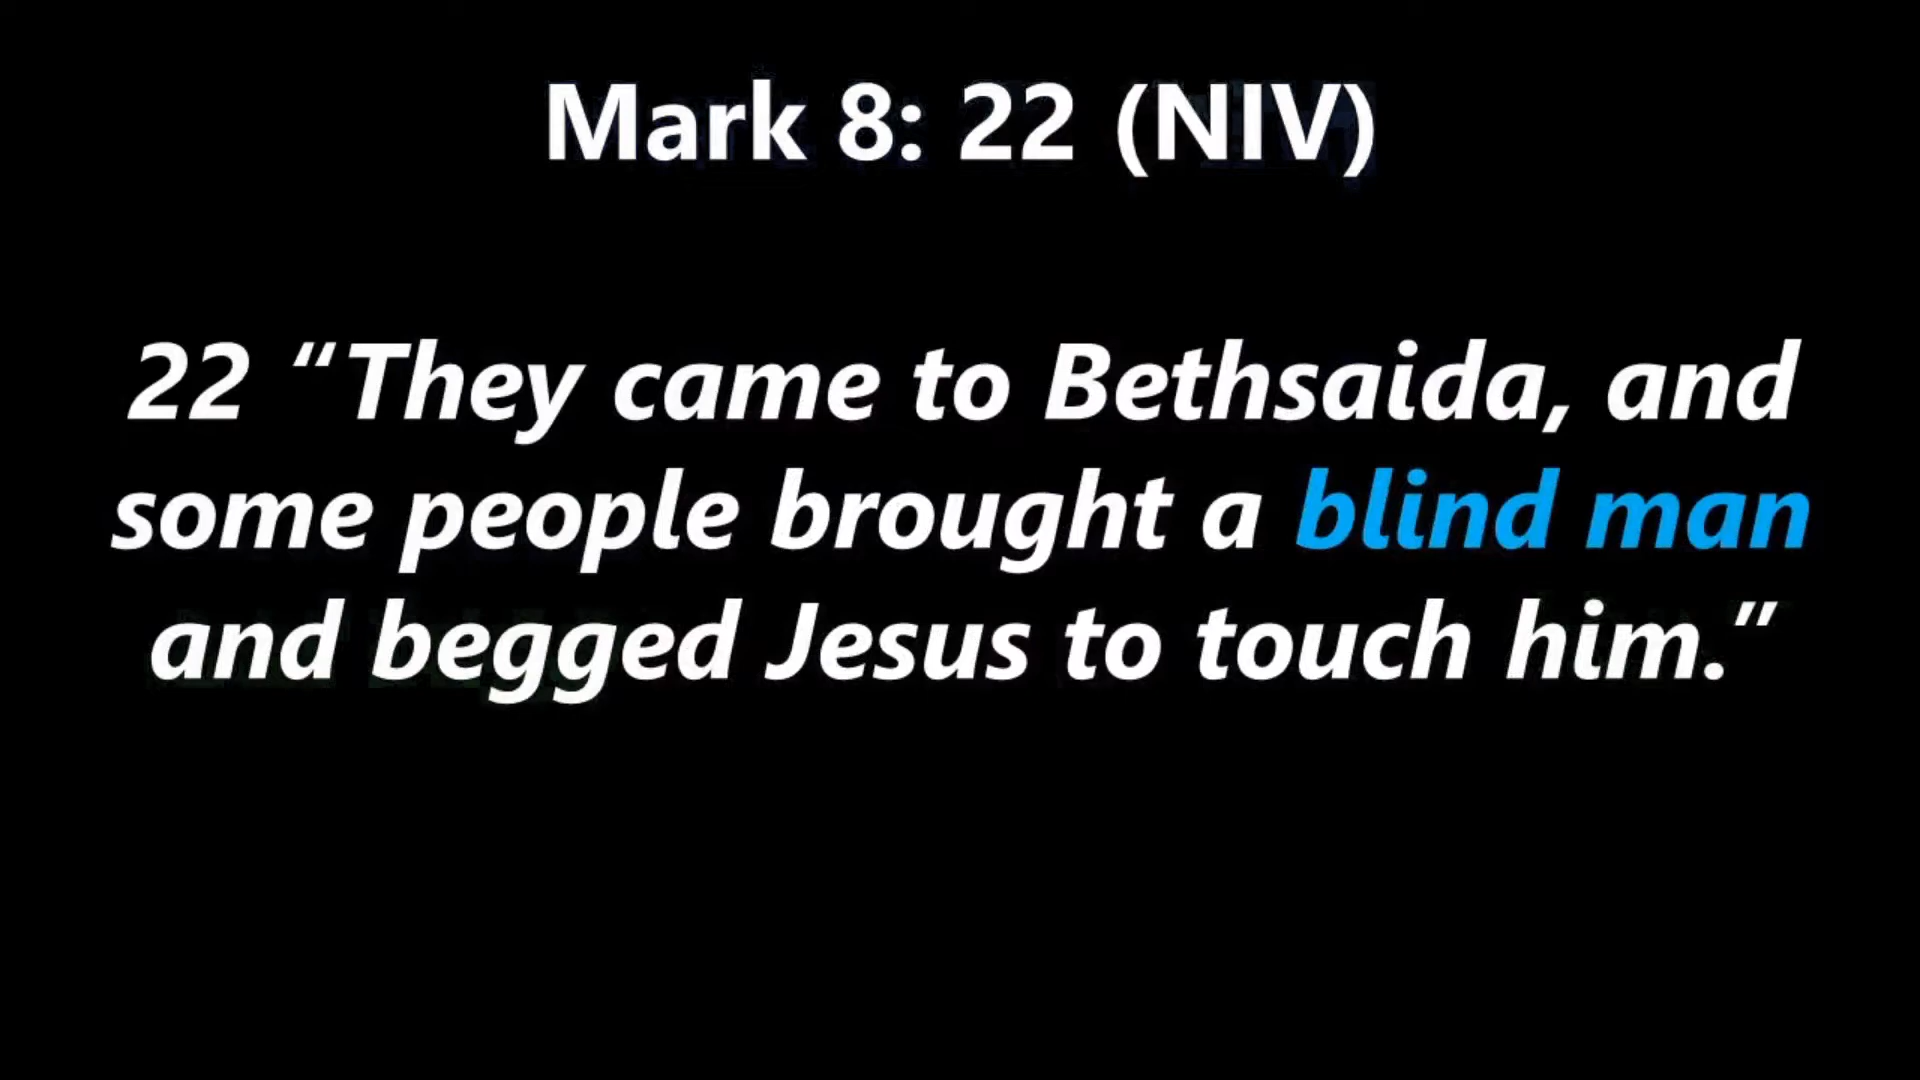 Mark 8: 22 (NIV)
22 “They came to Bethsaida, and
some people brought a blind man
and begged Jesus to touch him.”